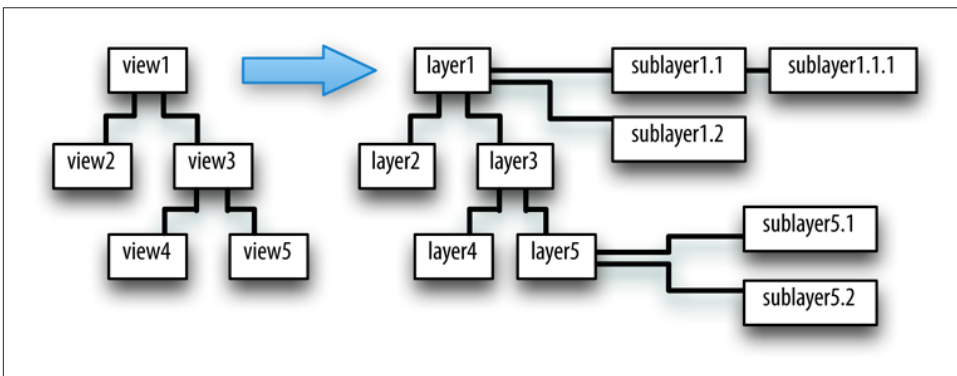 view1
layer1
sublayer1.1
sublayer1.1.1
sublayer1.2
view2
view3
layer2
layer3
view4
view5
layer4
layer5
sublayer5.1
sublayer5.2